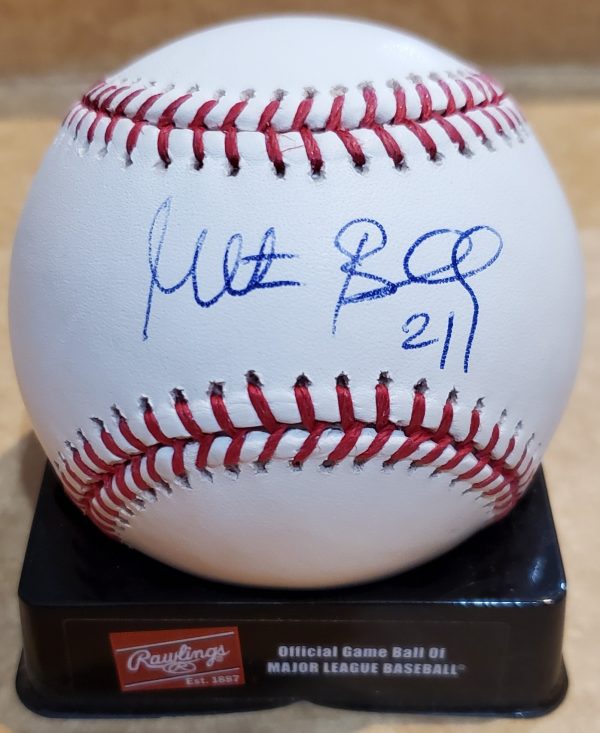 21
Rawlings
Est. 1887
Official Game Ball Of
MAJOR LEAGUE BASEBALL®